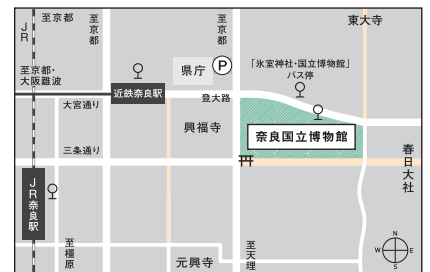 至京都
JR
至京都
至京都
東大寺
県庁
P
「氷室神社・国立博物館」
バス停
至京都・
大阪難波
近鉄奈良駅
登大路
大宮通り
興福寺
奈良国立博物館
三条通り
春日大社
JR奈良駅
至橿原
元興寺
至天理
N
W
E
S